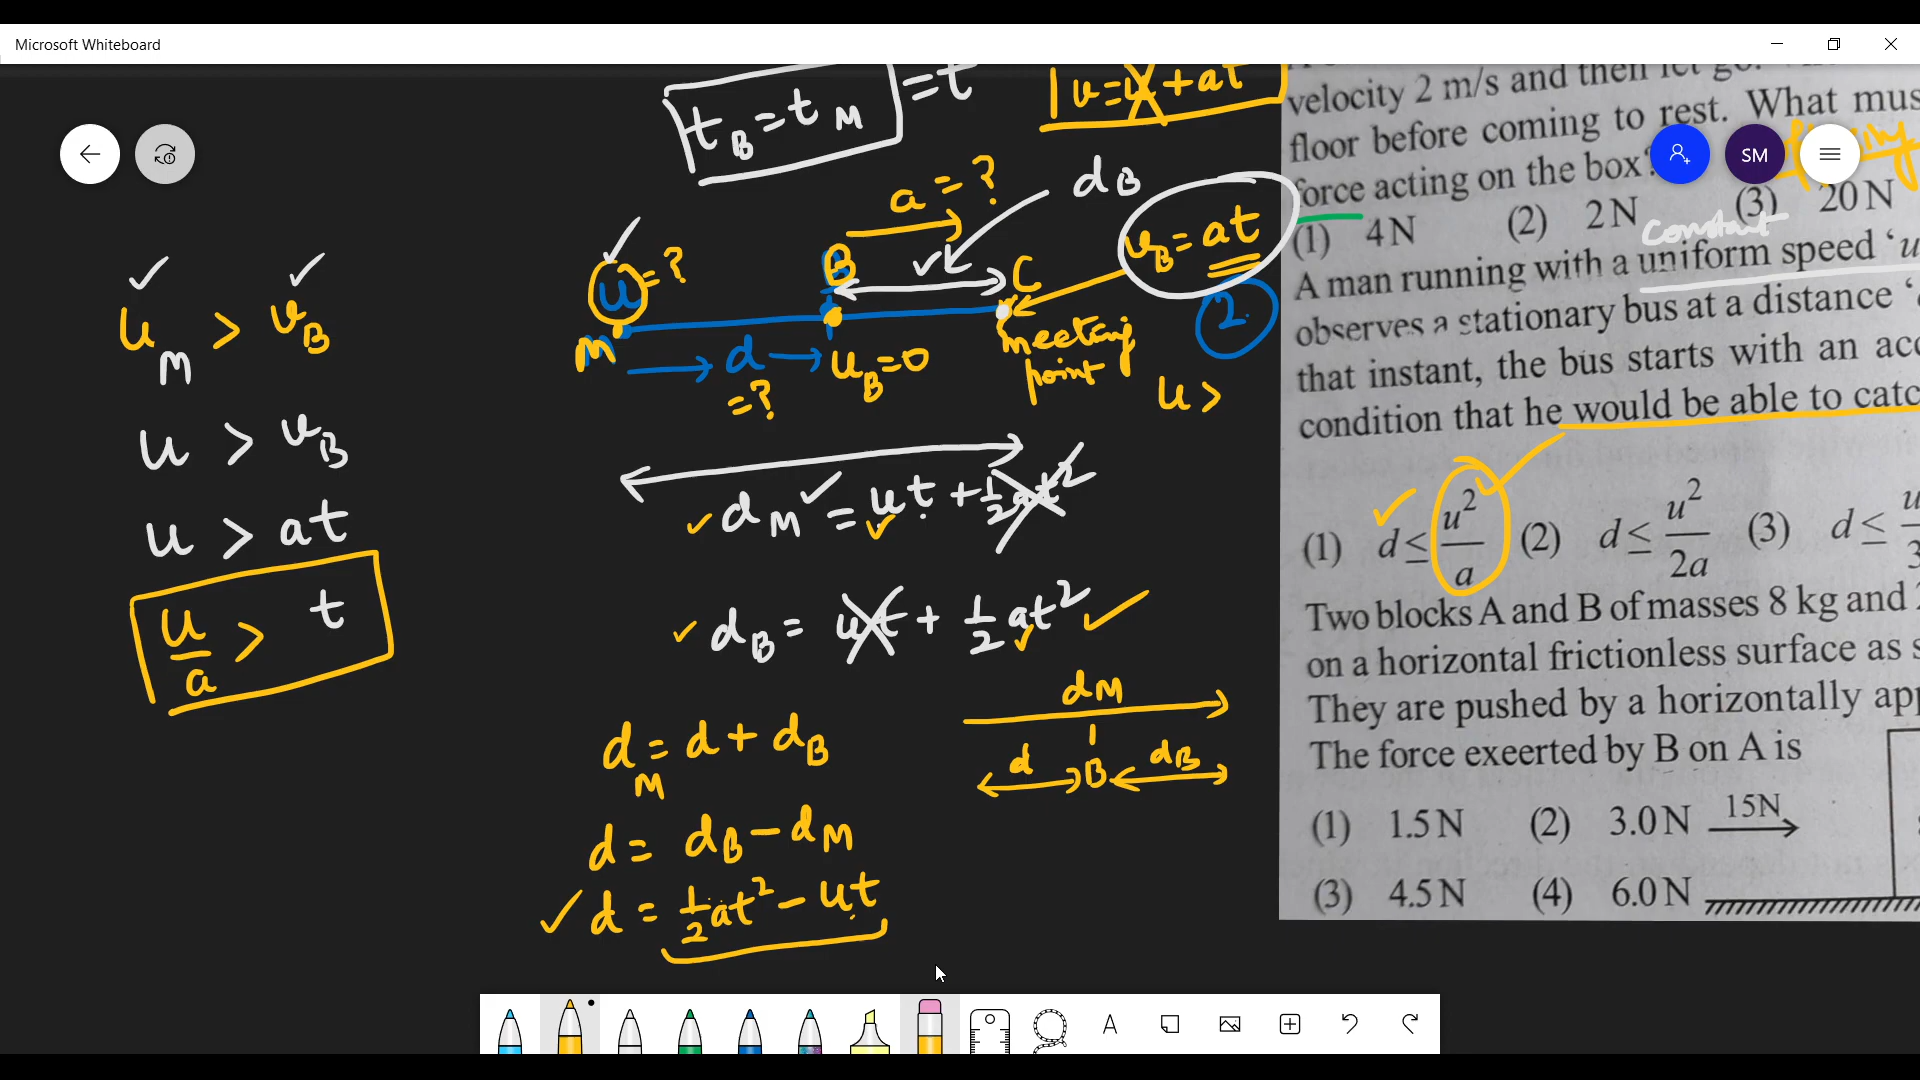 Microsoft Whiteboard
t_B = t_M = t
v = u + at
d_B
a = ?
v_B = at
u = ?
B
C
2.
M
d
= ?
u_B = 0
meeting
point
u >
u_M > v_B
u > v_B
u > at
u/a > t
d_M = ut + 1/2 at²
d_B = ut + 1/2 at²
d_M = d + d_B
d = d_B - d_M
d = 1/2 at² - ut
d_M
d B d_B
SM
velocity 2 m/s and then let go.
floor before coming to rest. What mus
force acting on the box?
(1) 4 N (2) 2 N (3) 20 N
constant
A man running with a uniform speed ‘u
observes a stationary bus at a distance ‘
that instant, the bus starts with an acc
condition that he would be able to catc
(1) d ≤ u²/a (2) d ≤ u²/2a (3) d ≤ u/3
Two blocks A and B of masses 8 kg and
on a horizontal frictionless surface as s
They are pushed by a horizontally app
The force exeerted by B on A is
(1) 1.5 N (2) 3.0 N 15N
(3) 4.5 N (4) 6.0 N